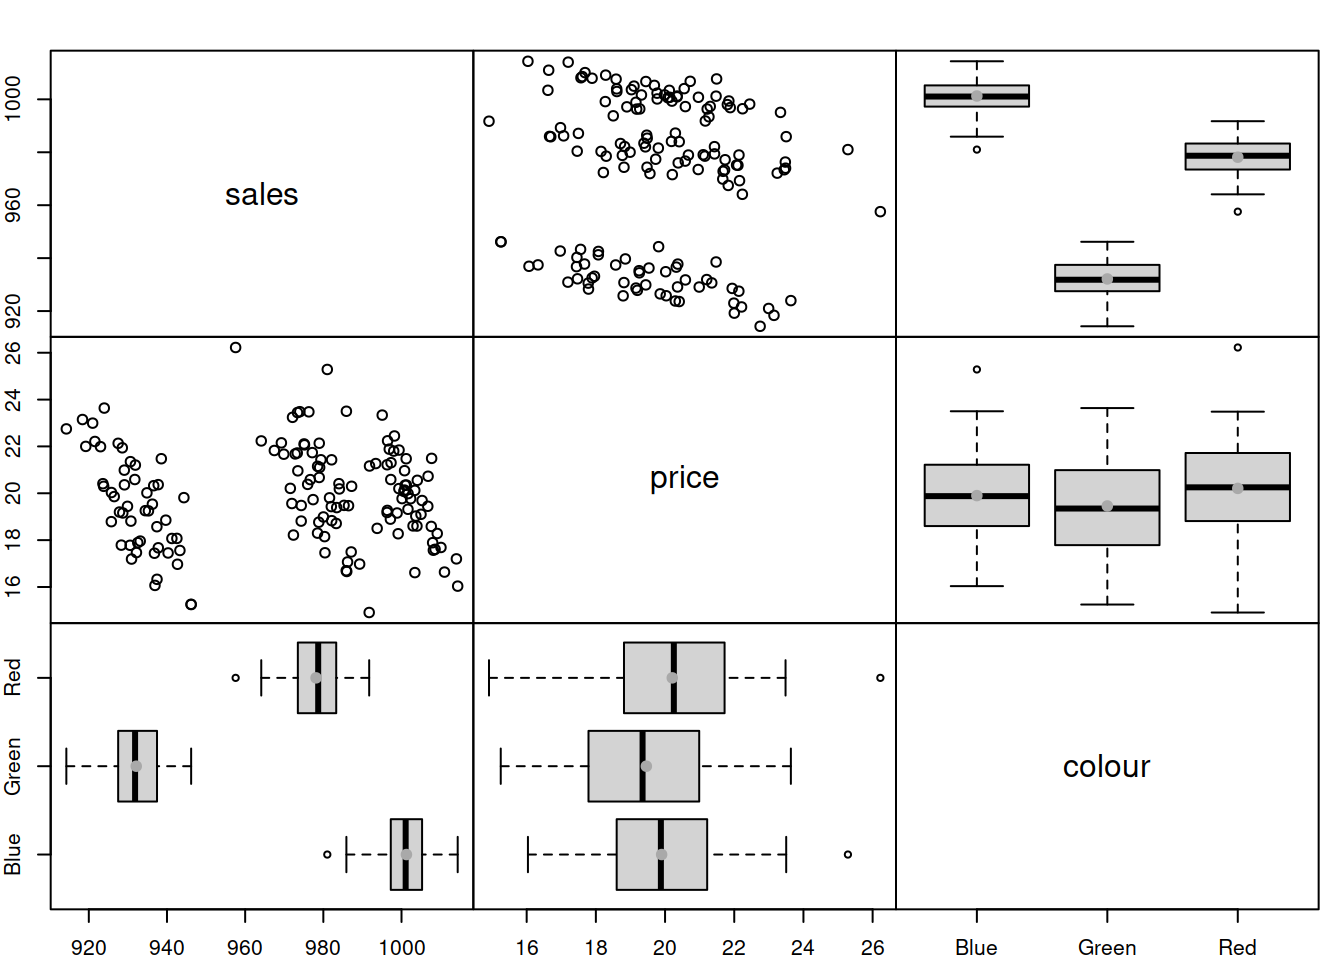 1000
960
920
sales
26
24
22
20
18
16
price
Red
Green
Blue
colour
920 940 960 980 1000 16 18 20 22 24 26 Blue Green Red